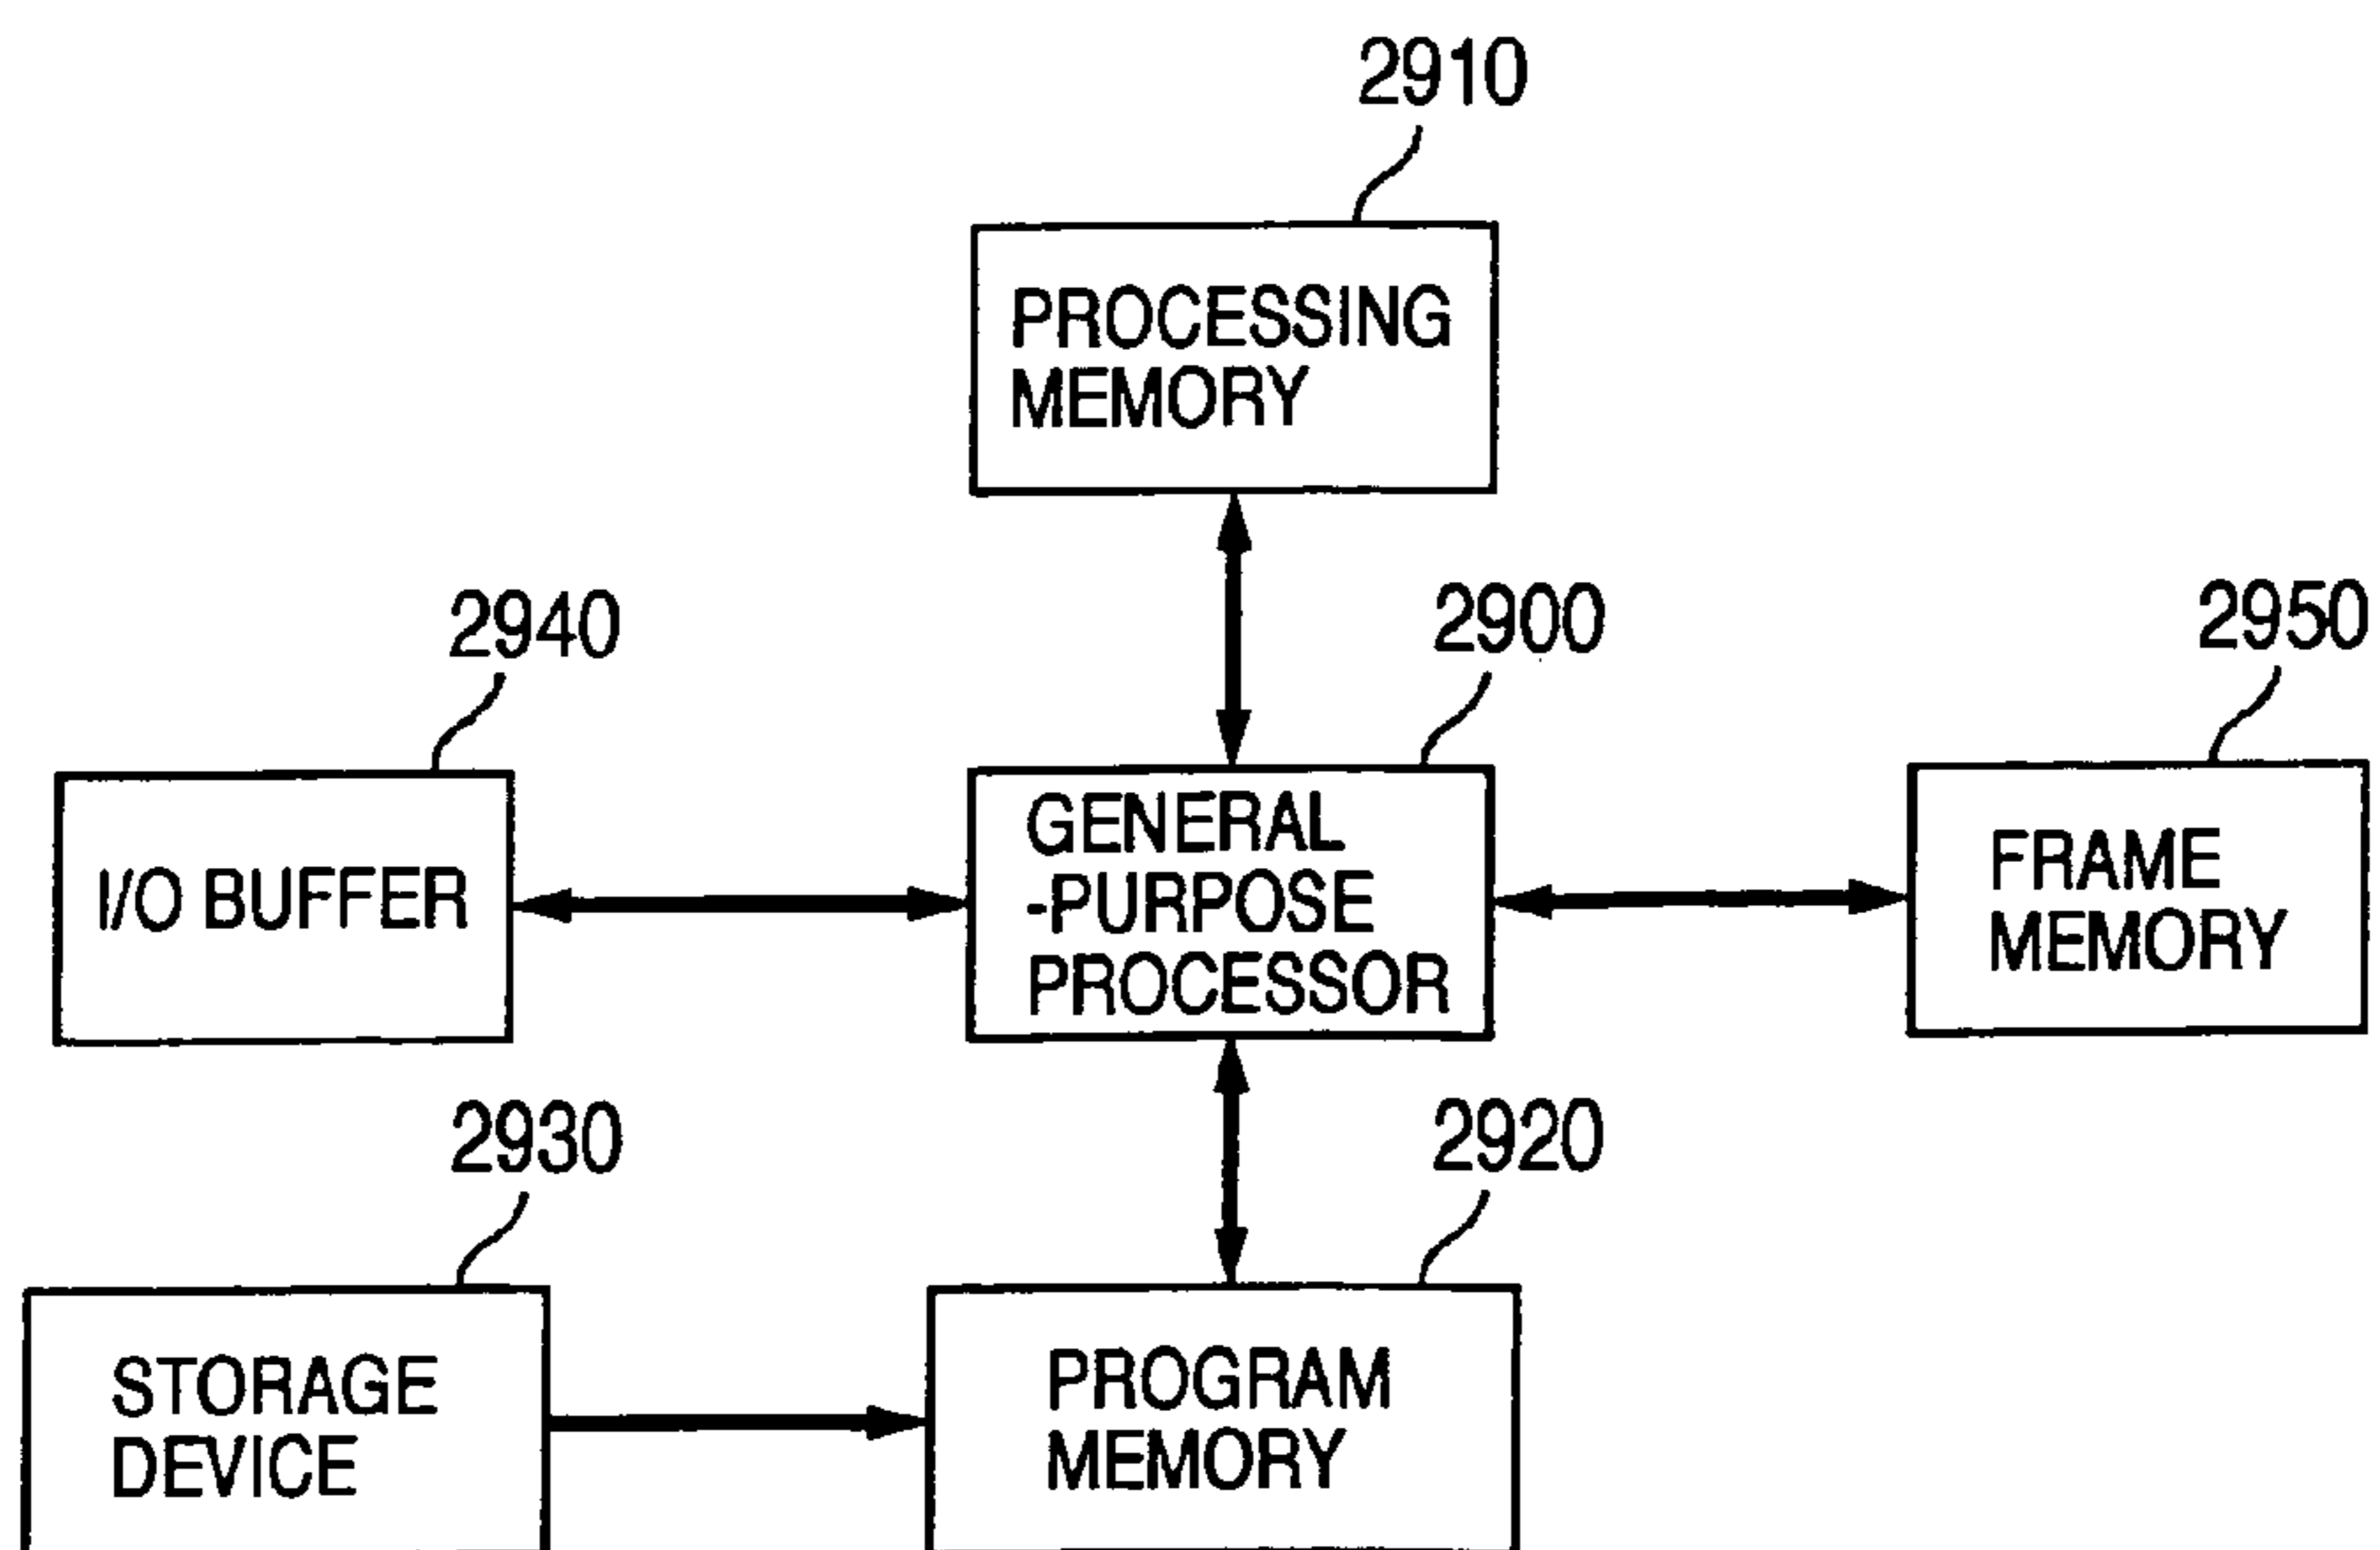 2910
PROCESSING
MEMORY
2940
2900
2950
I/O BUFFER
GENERAL
-PURPOSE
PROCESSOR
FRAME
MEMORY
2930
2920
STORAGE
DEVICE
PROGRAM
MEMORY